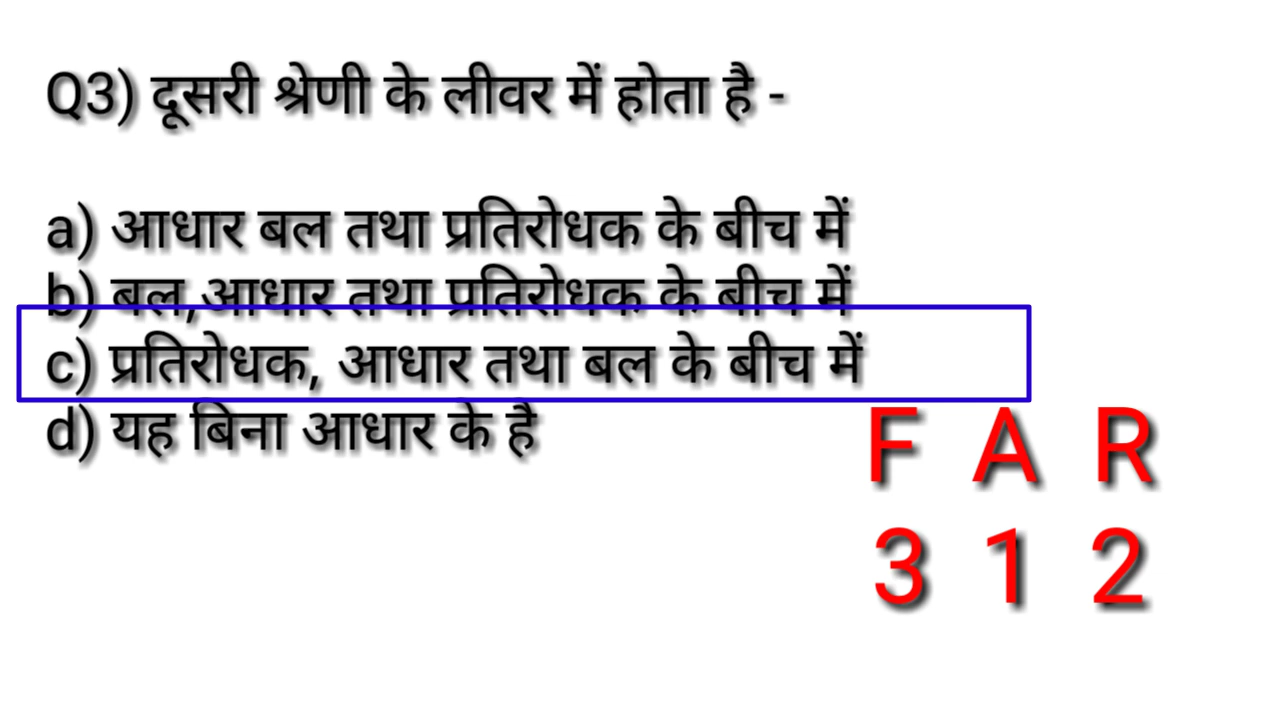 Q3) दूसरी श्रेणी के लीवर में होता है -
a) आधार बल तथा प्रतिरोधक के बीच में
b) बल,आधार तथा प्रतिरोधक के बीच में
c) प्रतिरोधक, आधार तथा बल के बीच में
d) यह बिना आधार के है
F A R
3 1 2